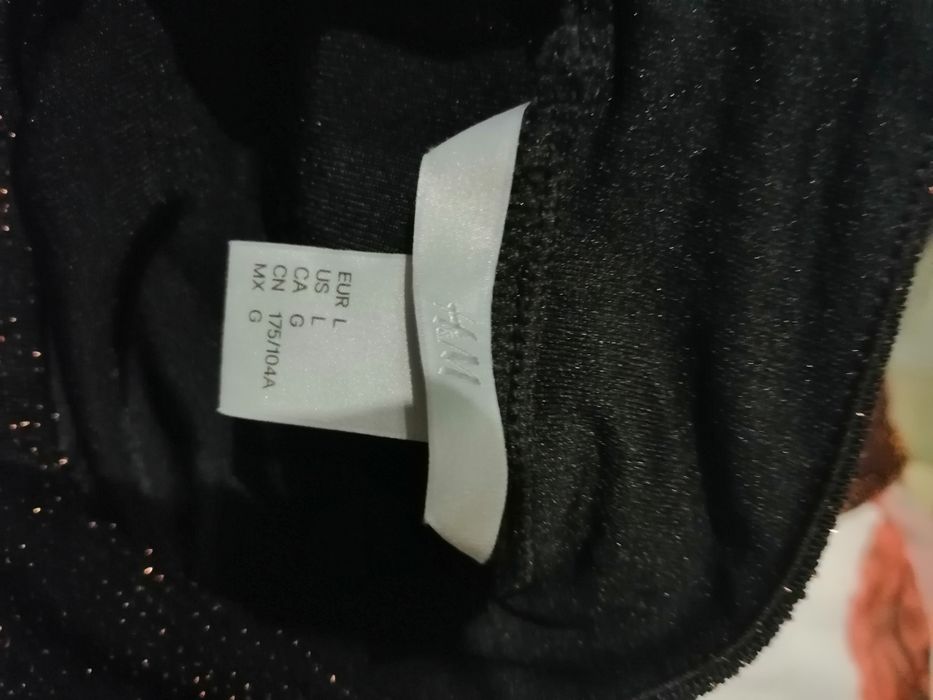 H&M
EUR L
US L
CA G
CN 175/104A
MX G